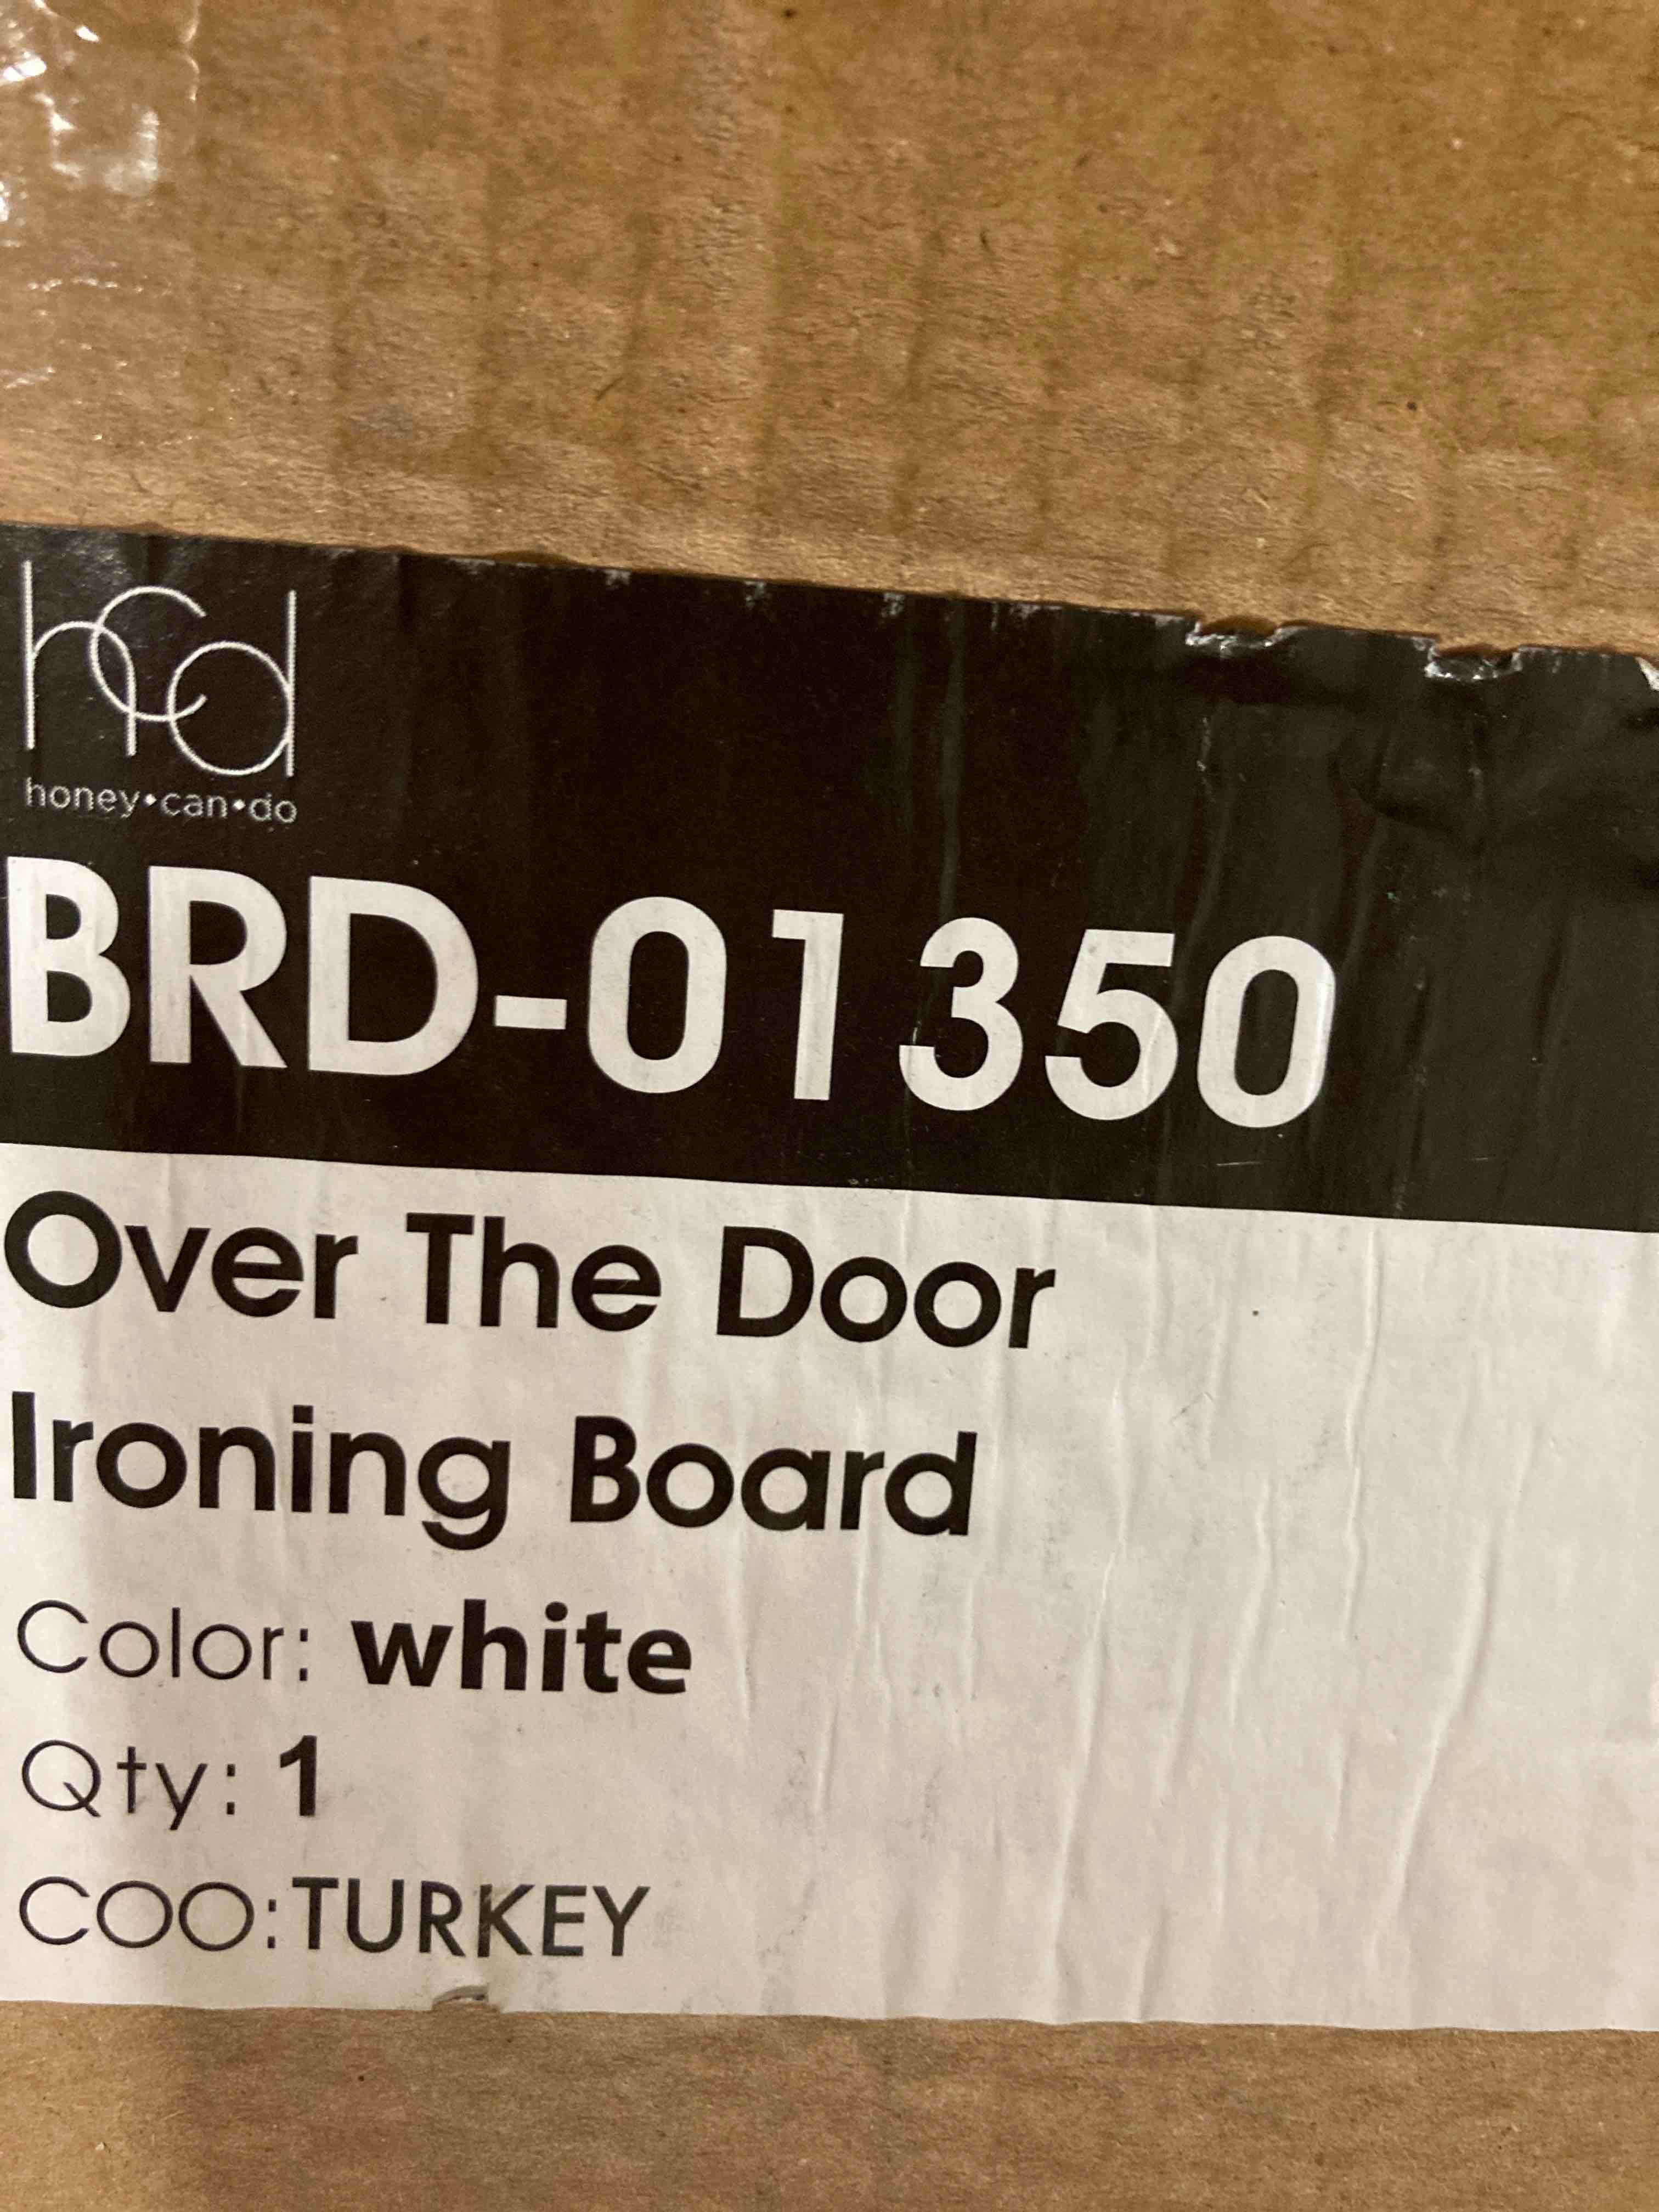 hcd
honey•can•do
BRD-01350
Over The Door
Ironing Board
Color: white
Qty: 1
COO:TURKEY